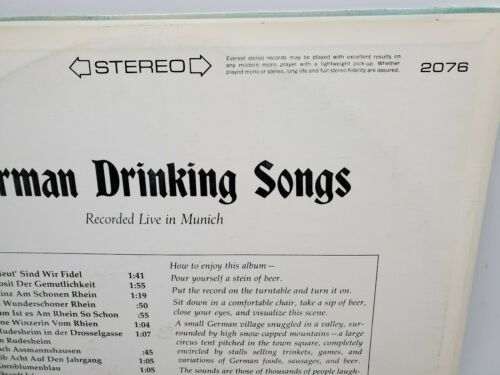 STEREO
Everest stereo records may be played with excellent results on
any modern mono player with a lightweight pick-up. Whether
played mono or stereo, long life and full stereo fidelity are assured.
2076
rman Drinking Songs
Recorded Live in Munich
Heut' Sind Wir Fidel 1:41
osit Der Gemutlichkeit 1:55
inz Am Schonen Rhein 1:19
Wunderschoner Rhein :50
um Ist es Am Rhein So Schon :55
ne Winzerin Vom Rhien 1:04
Rudesheim in der Drosselgasse 1:07
n Rudesheim
ach Assmannshausen :45
ib Acht Auf Den Jahrgang 1:05
Kornblumenblau 1:05
How to enjoy this album—
Pour yourself a stein of beer.
Put the record on the turntable and turn it on.
Sit down in a comfortable chair, take a sip of beer,
close your eyes, and visualize this scene.
A small German village snuggled in a valley, sur-
rounded by high snow capped mountains—a large
circus tent pitched in the town square, completely
encircled by stalls selling trinkets, games, and
variations of German foods, sausages, and beer.
The sounds are those of thousands of people laugh-